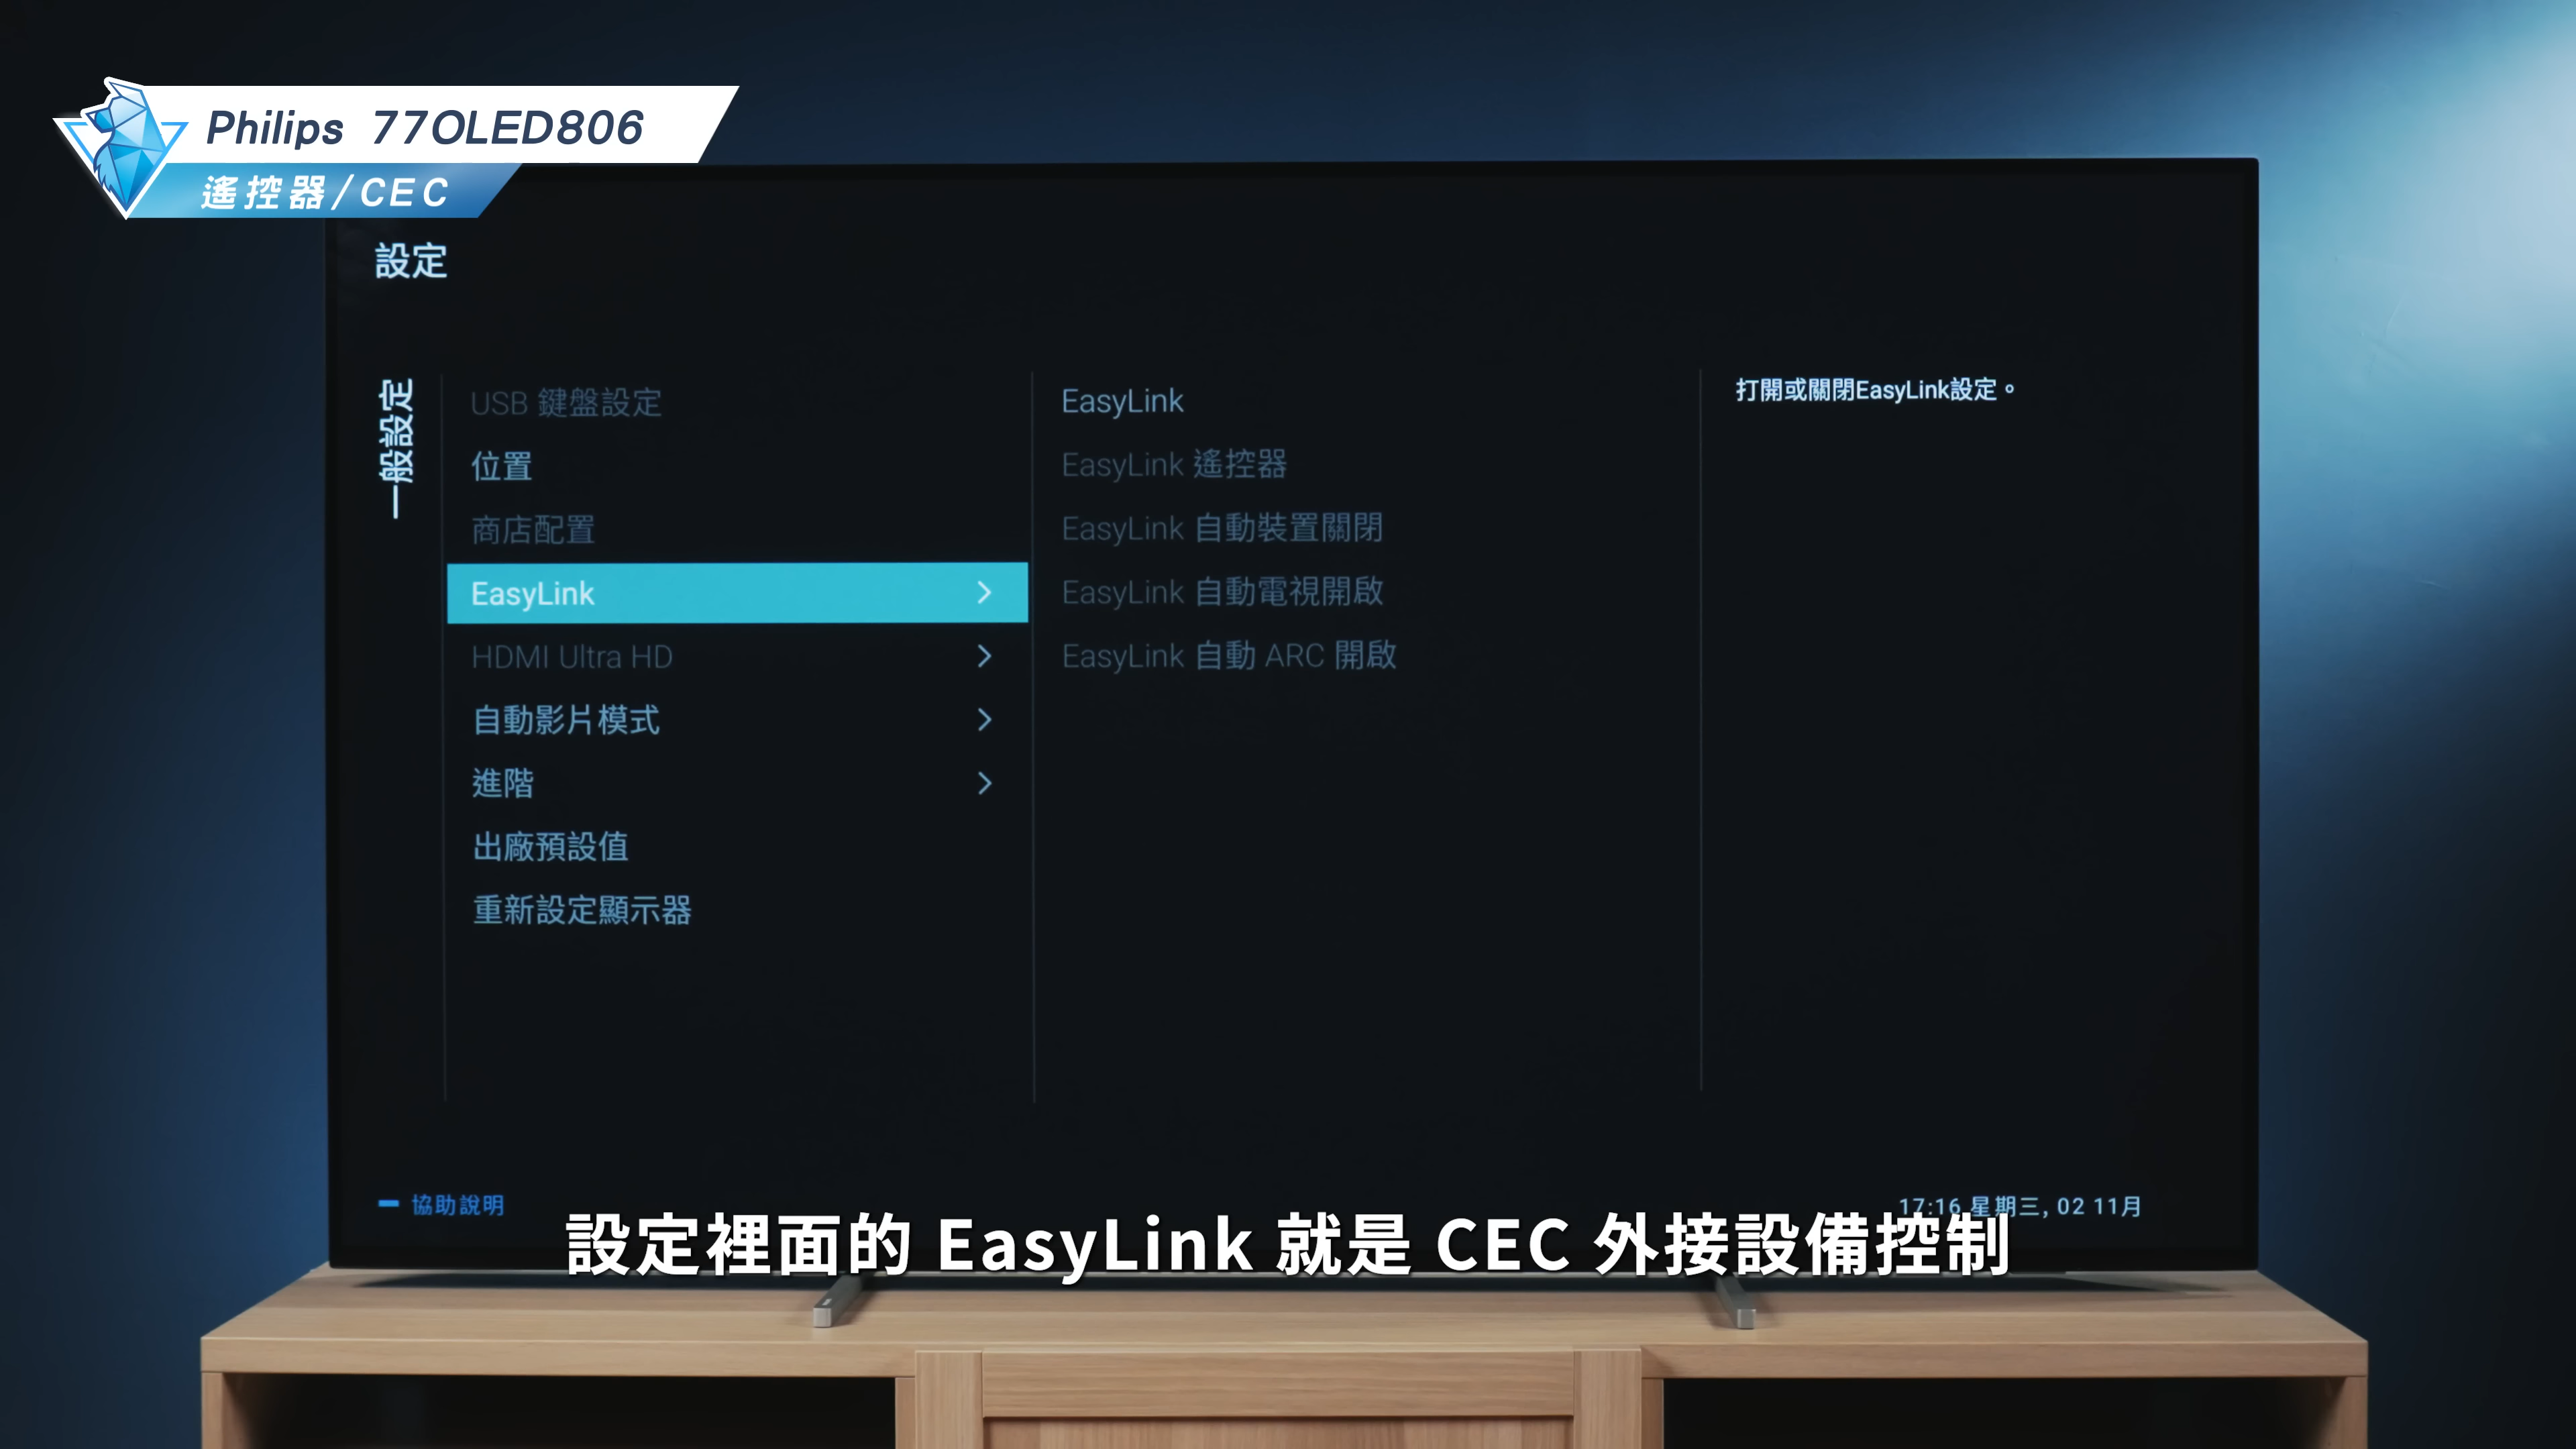 Philips 77OLED806
遙控器/CEC
設定
一般設定
USB 鍵盤設定
位置
商店配置
EasyLink
HDMI Ultra HD
自動影片模式
進階
出廠預設值
重新設定顯示器
EasyLink
EasyLink 遙控器
EasyLink 自動裝置關閉
EasyLink 自動電視開啟
EasyLink 自動 ARC 開啟
打開或關閉EasyLink設定。
協助說明
17:16 星期三, 02 11月
設定裡面的 EasyLink 就是 CEC 外接設備控制